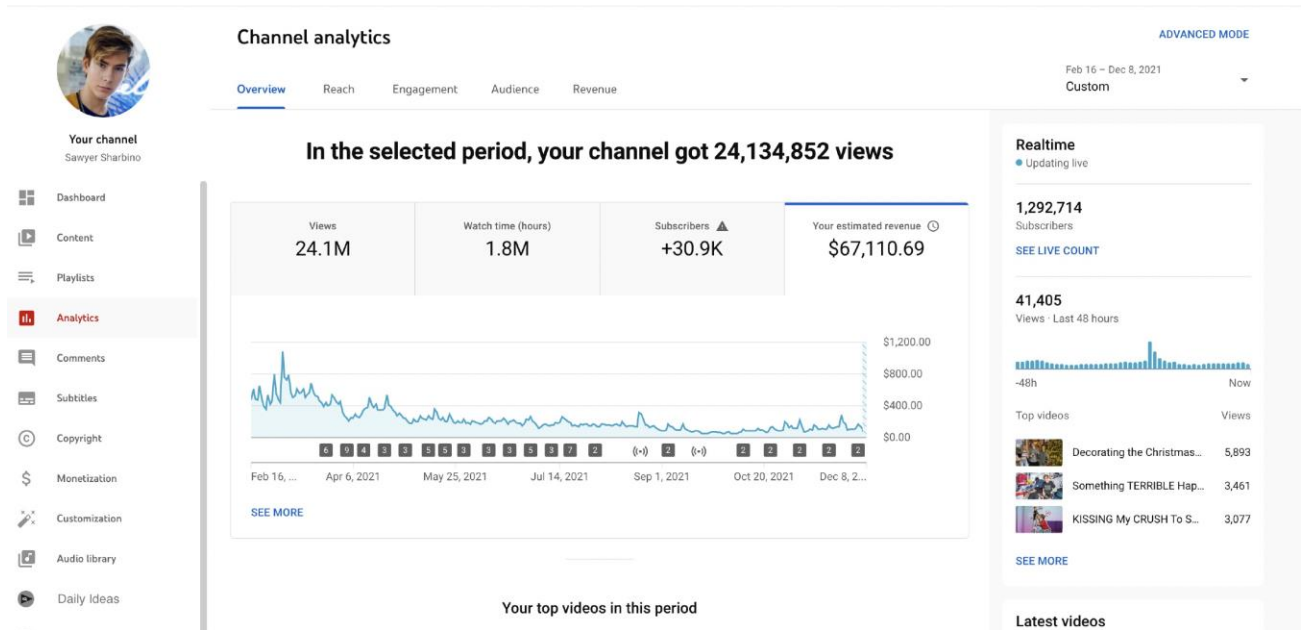 Channel analytics
ADVANCED MODE
Feb 16 – Dec 8, 2021
Custom
Overview
Reach
Engagement
Audience
Revenue
Your channel
Sawyer Sharbino
Dashboard
Content
Playlists
Analytics
Comments
Subtitles
Copyright
Monetization
Customization
Audio library
Daily Ideas
In the selected period, your channel got 24,134,852 views
Views
24.1M
Watch time (hours)
1.8M
Subscribers
+30.9K
Your estimated revenue
$67,110.69
$1,200.00
$800.00
$400.00
$0.00
6 9 4 3 3 5 5 3 3 3 5 3 7 2 2 2 2 2 2 2
Feb 16, ... Apr 6, 2021 May 25, 2021 Jul 14, 2021 Sep 1, 2021 Oct 20, 2021 Dec 8, 2...
SEE MORE
Your top videos in this period
Realtime
Updating live
1,292,714
Subscribers
SEE LIVE COUNT
41,405
Views · Last 48 hours
-48h Now
Top videos Views
Decorating the Christmas... 5,893
Something TERRIBLE Hap... 3,461
KISSING My CRUSH To S... 3,077
SEE MORE
Latest videos